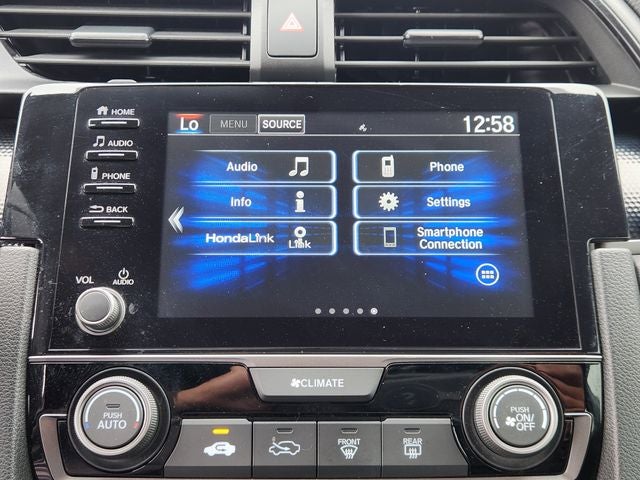 HOME
AUDIO
PHONE
BACK
VOL
AUDIO
Lo MENU SOURCE 12:58
Audio Phone
Info Settings
HondaLink Link Smartphone
Connection
CLIMATE
PUSH
AUTO
PUSH
ON/
OFF
FRONT REAR